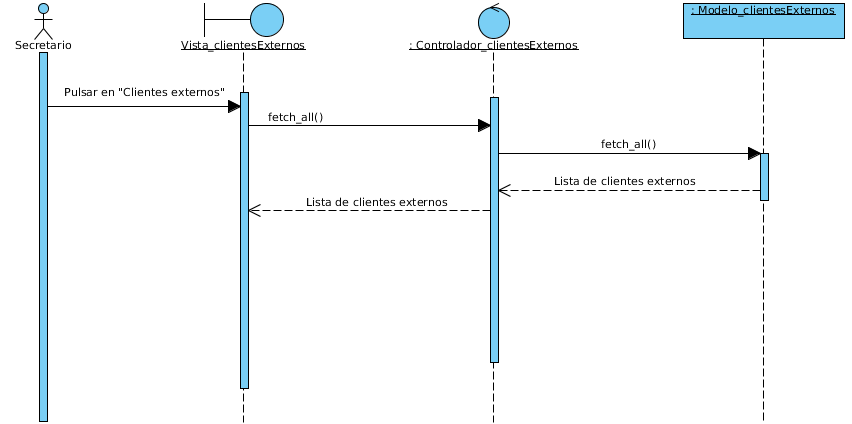 : Modelo_clientesExternos
Secretario
Vista_clientesExternos
: Controlador_clientesExternos
Pulsar en "Clientes externos"
fetch_all()
fetch_all()
Lista de clientes externos
Lista de clientes externos